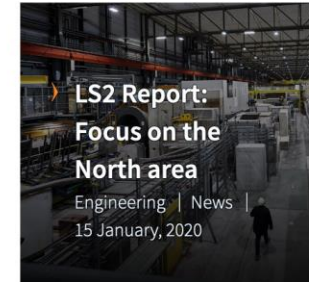 LS2 Report:
Focus on the
North area
Engineering | News |
15 January, 2020